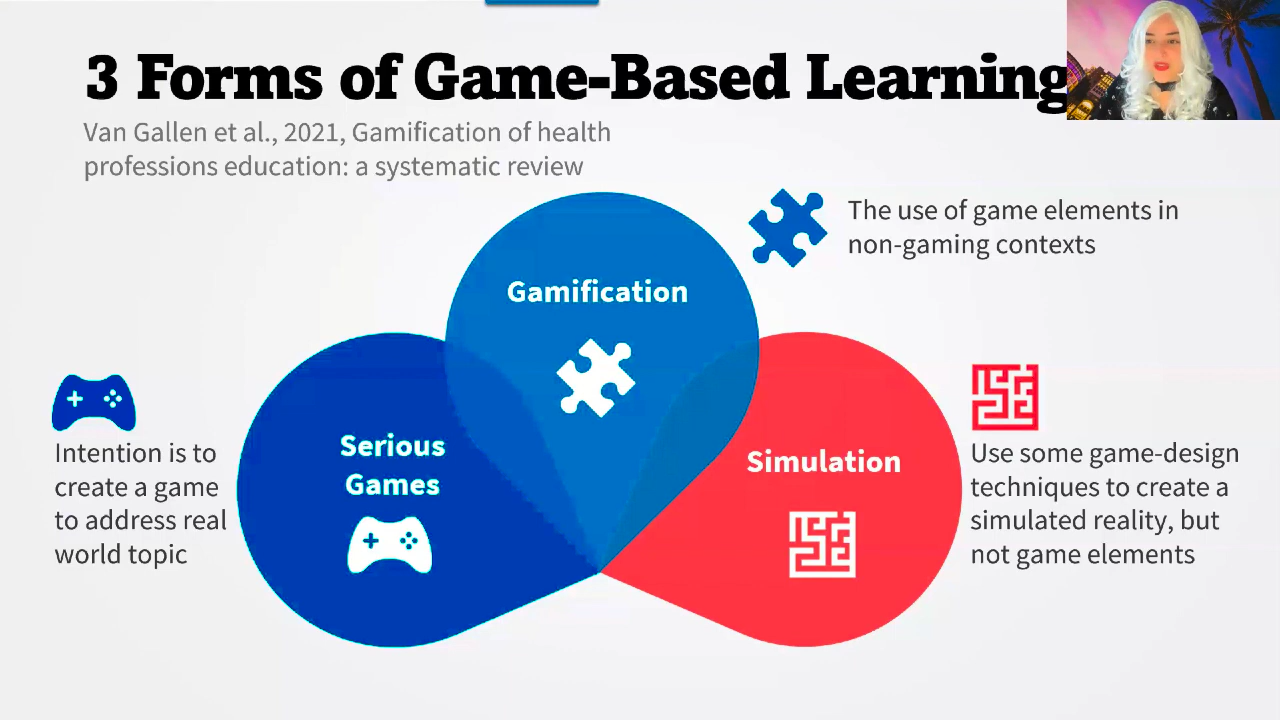 3 Forms of Game-Based Learning
Van Gallen et al., 2021, Gamification of health
professions education: a systematic review
The use of game elements in
non-gaming contexts
Gamification
Intention is to
create a game
to address real
world topic
Serious
Games
Simulation
Use some game-design
techniques to create a
simulated reality, but
not game elements